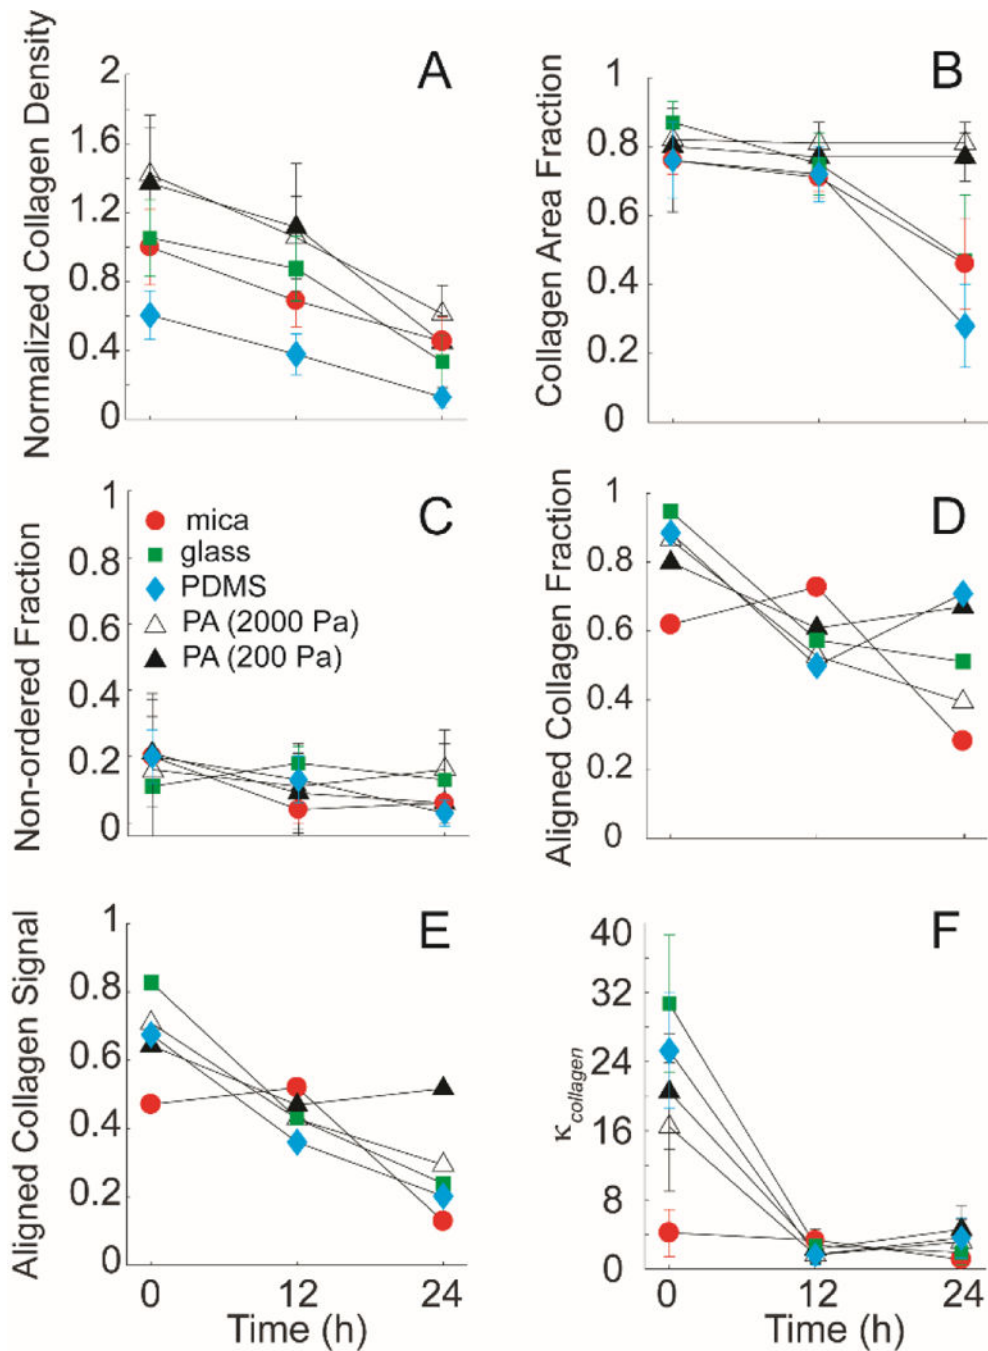 A
Normalized Collagen Density
2
1.6
1.2
0.8
0.4
0
B
Collagen Area Fraction
1
0.8
0.6
0.4
0.2
0
C
Non-ordered Fraction
1
0.8
0.6
0.4
0.2
0
mica
glass
PDMS
PA (2000 Pa)
PA (200 Pa)
D
Aligned Collagen Fraction
1
0.8
0.6
0.4
0.2
0
E
Aligned Collagen Signal
1
0.8
0.6
0.4
0.2
0
0 12 24
Time (h)
F
κcollagen
40
32
24
16
8
0
0 12 24
Time (h)